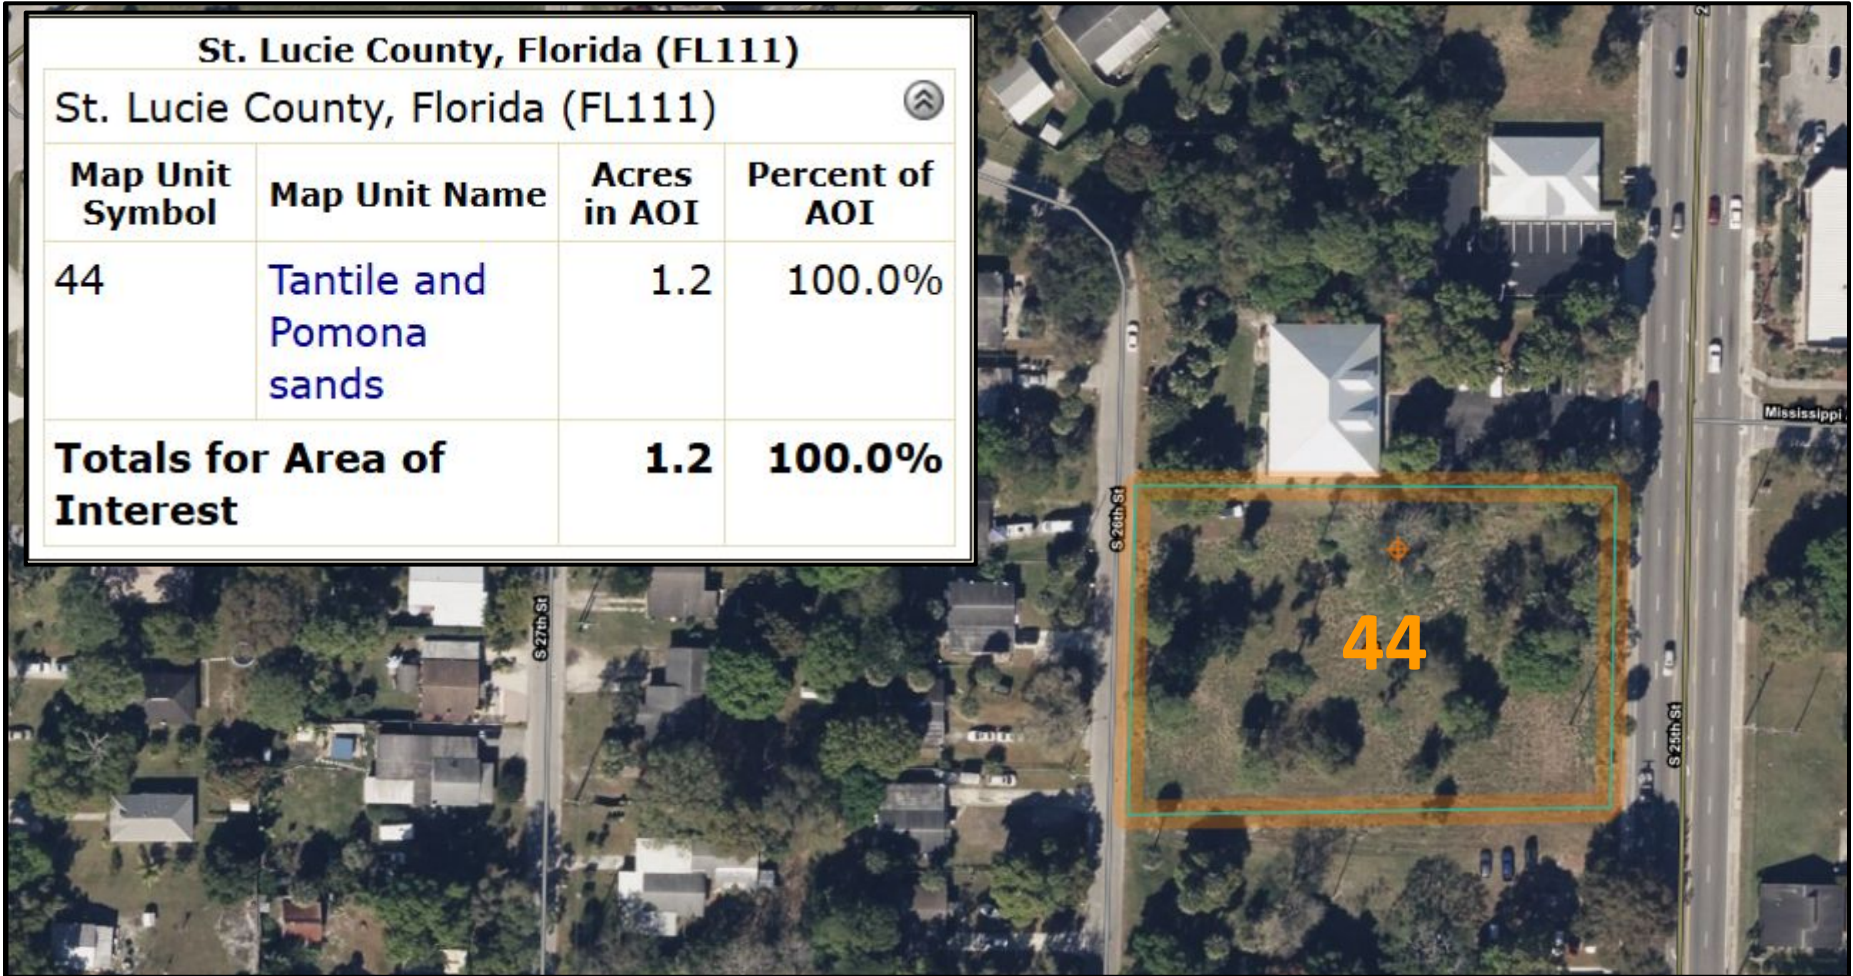 St. Lucie County, Florida (FL111)
St. Lucie County, Florida (FL111)
Map Unit
Symbol
Map Unit Name
Acres
in AOI
Percent of
AOI
44
Tantile and
Pomona
sands
1.2
100.0%
Totals for Area of
Interest
1.2
100.0%
Mississippi
S 26th St
44
S 27th St
S 25th St